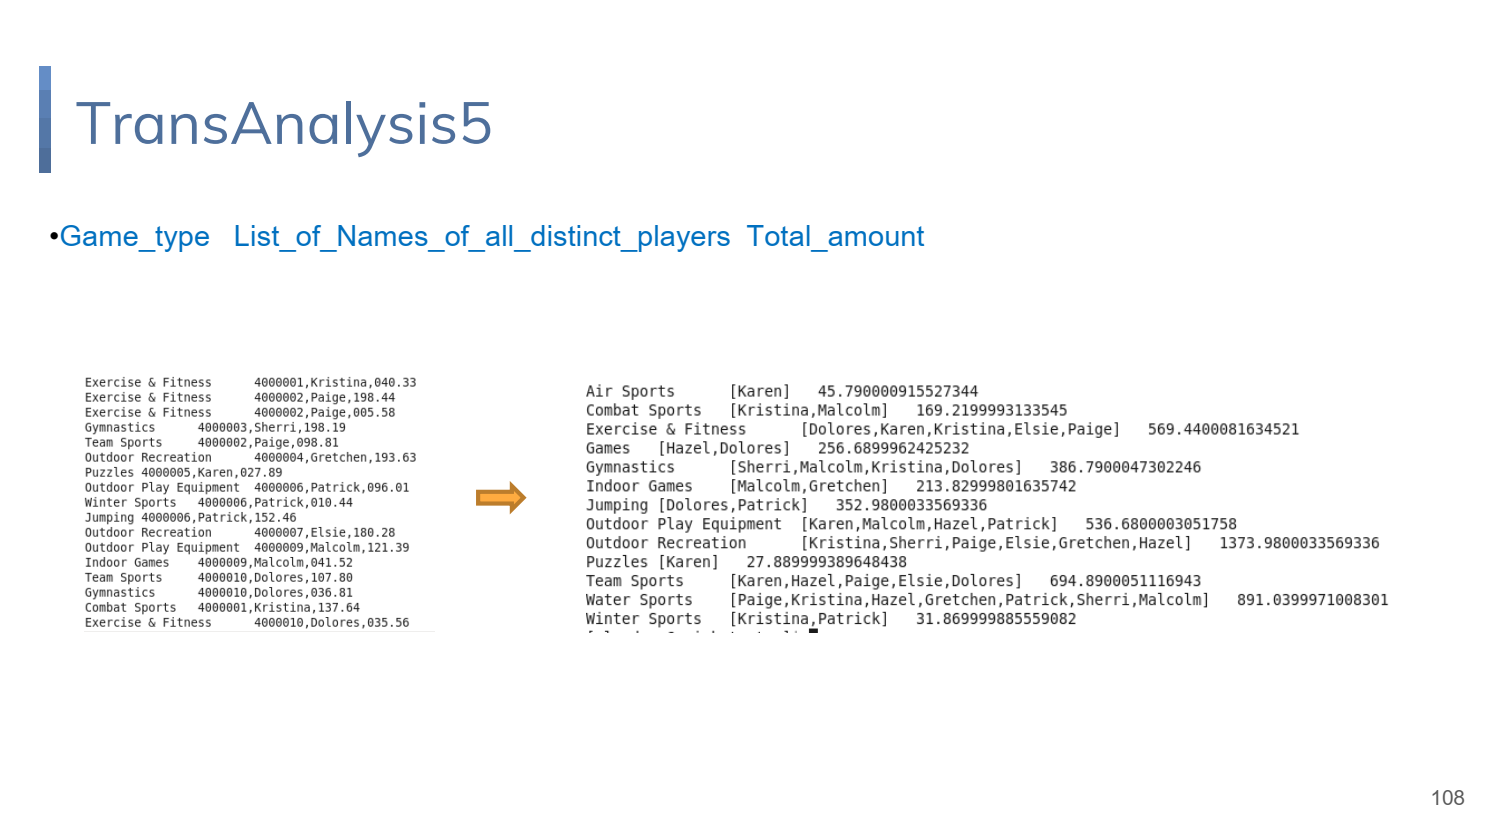 TransAnalysis5
•Game_type List_of_Names_of_all_distinct_players Total_amount
Exercise & Fitness 4000001,Kristina,040.33
Exercise & Fitness 4000002,Paige,198.44
Exercise & Fitness 4000002,Paige,005.58
Gymnastics 4000003,Sherri,198.19
Team Sports 4000002,Paige,098.81
Outdoor Recreation 4000004,Gretchen,193.63
Puzzles 4000005,Karen,027.89
Outdoor Play Equipment 4000006,Patrick,096.01
Winter Sports 4000006,Patrick,010.44
Jumping 4000006,Patrick,152.46
Outdoor Recreation 4000007,Elsie,180.28
Outdoor Play Equipment 4000009,Malcolm,121.39
Indoor Games 4000009,Malcolm,041.52
Team Sports 4000010,Dolores,107.80
Gymnastics 4000010,Dolores,036.81
Combat Sports 4000001,Kristina,137.64
Exercise & Fitness 4000010,Dolores,035.56
Air Sports [Karen] 45.790000915527344
Combat Sports [Kristina,Malcolm] 169.2199993133545
Exercise & Fitness [Dolores,Karen,Kristina,Elsie,Paige] 569.4400081634521
Games [Hazel,Dolores] 256.6899962425232
Gymnastics [Sherri,Malcolm,Kristina,Dolores] 386.7900047302246
Indoor Games [Malcolm,Gretchen] 213.82999801635742
Jumping [Dolores,Patrick] 352.9800033569336
Outdoor Play Equipment [Karen,Malcolm,Hazel,Patrick] 536.6800003051758
Outdoor Recreation [Kristina,Sherri,Paige,Elsie,Gretchen,Hazel] 1373.9800033569336
Puzzles [Karen] 27.889999389648438
Team Sports [Karen,Hazel,Paige,Elsie,Dolores] 694.8900051116943
Water Sports [Paige,Kristina,Hazel,Gretchen,Patrick,Sherri,Malcolm] 891.0399971008301
Winter Sports [Kristina,Patrick] 31.869999885559082
108